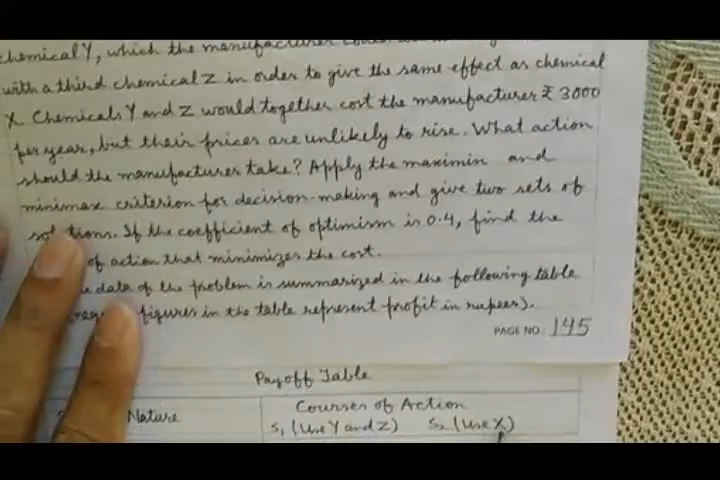 chemical Y, which the manufacturer
with a third chemical Z in order to give the same effect as chemical
X. Chemicals Y and Z would together cost the manufacturer ₹ 3000
per year, but their prices are unlikely to rise. What action
should the manufacturer take? Apply the maximin and
minimax criterion for decision-making and give two sets of
If the coefficient of optimism is 0.4, find the
of action that minimizes the cost.
data of the problem is summarized in the following table
figures in the table represent profit in rupees).
PAGE NO. 145
Payoff Table
Nature
Courses of Action
S₁ (Use Y and Z) S₂ (Use X)